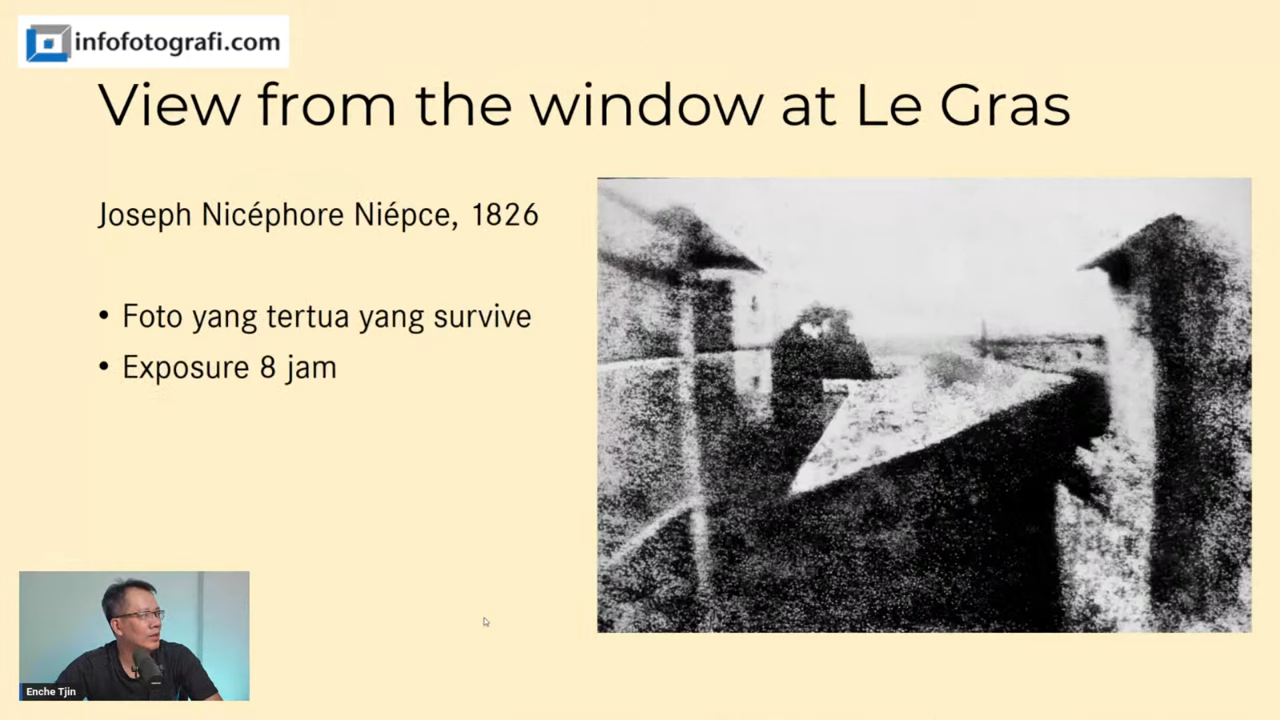 infofotografi.com
View from the window at Le Gras
Joseph Nicéphore Niépce, 1826
• Foto yang tertua yang survive
• Exposure 8 jam
Enche Tjin